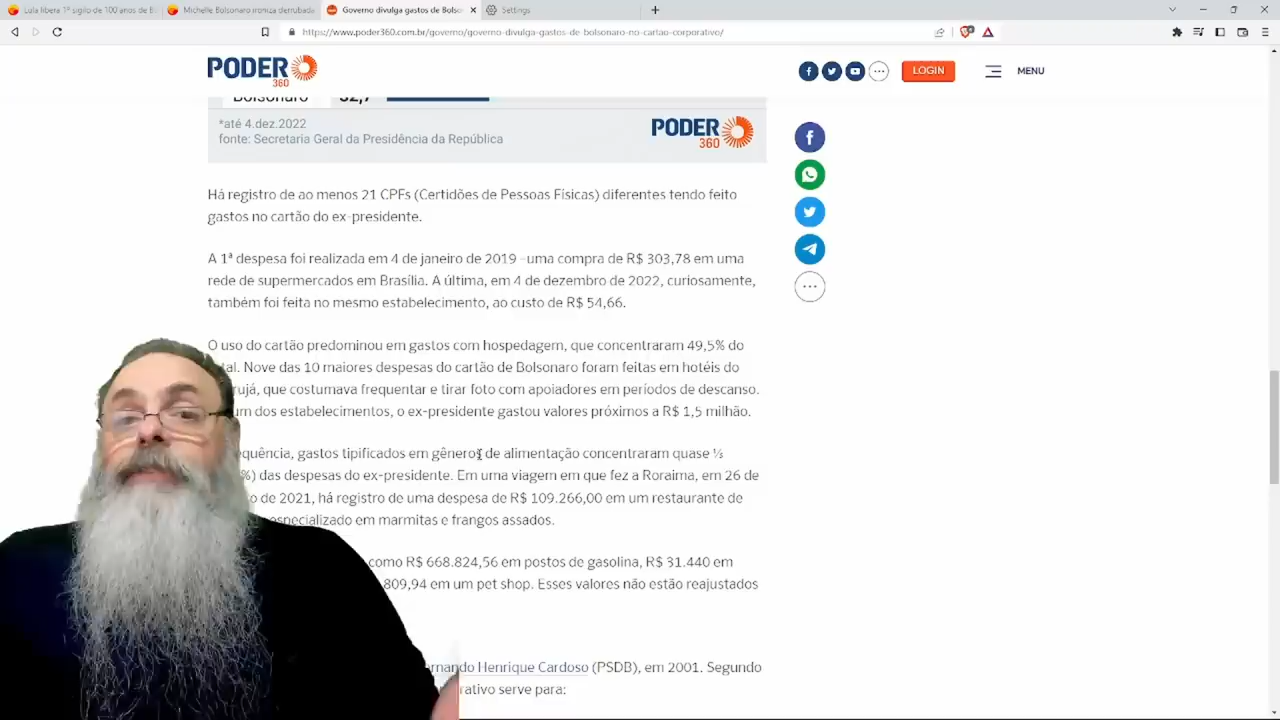 Lula libera 1º sigilo de 100 anos de B
Michelle Bolsonaro ironiza derrubada
Governo divulga gastos de Bolson
Settings
https://www.poder360.com.br/governo/governo-divulga-gastos-de-bolsonaro-no-cartao-corporativo/
PODER
360
LOGIN
MENU
Bolsonaro 32,7
*até 4.dez.2022
fonte: Secretaria Geral da Presidência da República
PODER
360
Há registro de ao menos 21 CPFs (Certidões de Pessoas Físicas) diferentes tendo feito
gastos no cartão do ex-presidente.
A 1ª despesa foi realizada em 4 de janeiro de 2019 –uma compra de R$ 303,78 em uma
rede de supermercados em Brasília. A última, em 4 de dezembro de 2022, curiosamente,
também foi feita no mesmo estabelecimento, ao custo de R$ 54,66.
O uso do cartão predominou em gastos com hospedagem, que concentraram 49,5% do
tal. Nove das 10 maiores despesas do cartão de Bolsonaro foram feitas em hotéis do
rujá, que costumava frequentar e tirar foto com apoiadores em períodos de descanso.
um dos estabelecimentos, o ex-presidente gastou valores próximos a R$ 1,5 milhão.
equência, gastos tipificados em gêneros de alimentação concentraram quase ⅓
%) das despesas do ex-presidente. Em uma viagem em que fez a Roraima, em 26 de
o de 2021, há registro de uma despesa de R$ 109.266,00 em um restaurante de
especializado em marmitas e frangos assados.
como R$ 668.824,56 em postos de gasolina, R$ 31.440 em
809,94 em um pet shop. Esses valores não estão reajustados
rnando Henrique Cardoso (PSDB), em 2001. Segundo
rativo serve para: